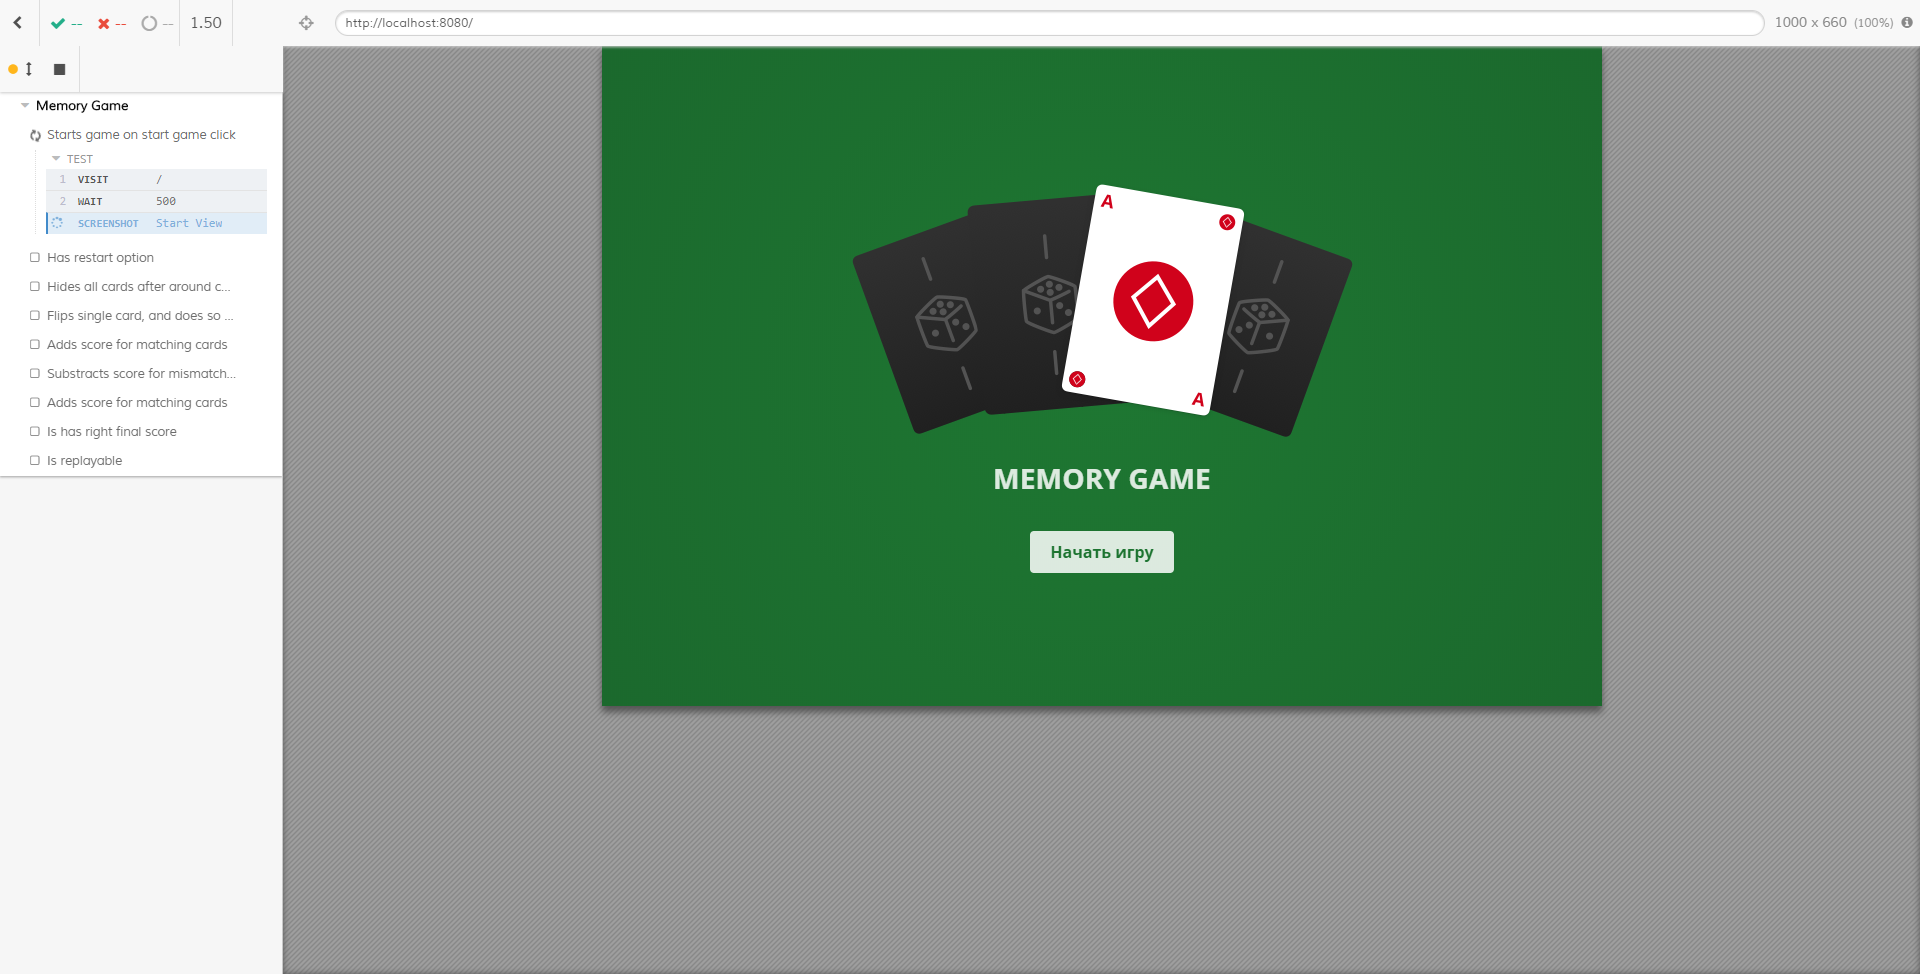 -- -- -- 1.50
http://localhost:8080/
1000 x 660 (100%)
Memory Game
Starts game on start game click
TEST
1 VISIT /
2 WAIT 500
SCREENSHOT Start View
Has restart option
Hides all cards after around c...
Flips single card, and does so ...
Adds score for matching cards
Substracts score for mismatch...
Adds score for matching cards
Is has right final score
Is replayable
A
A
MEMORY GAME
Начать игру